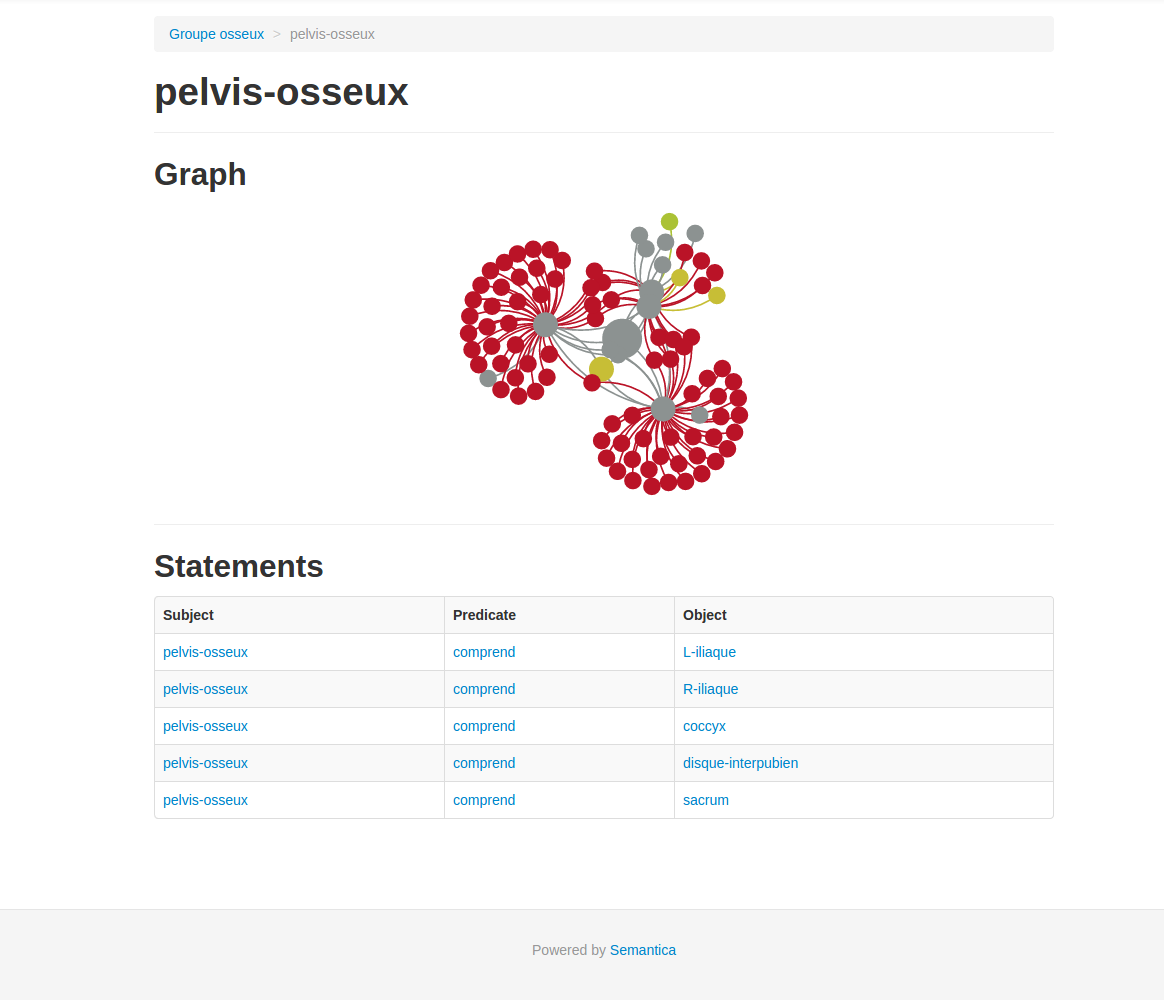 Groupe osseux > pelvis-osseux
pelvis-osseux
Graph
Statements
Subject Predicate Object
pelvis-osseux comprend L-iliaque
pelvis-osseux comprend R-iliaque
pelvis-osseux comprend coccyx
pelvis-osseux comprend disque-interpubien
pelvis-osseux comprend sacrum
Powered by Semantica